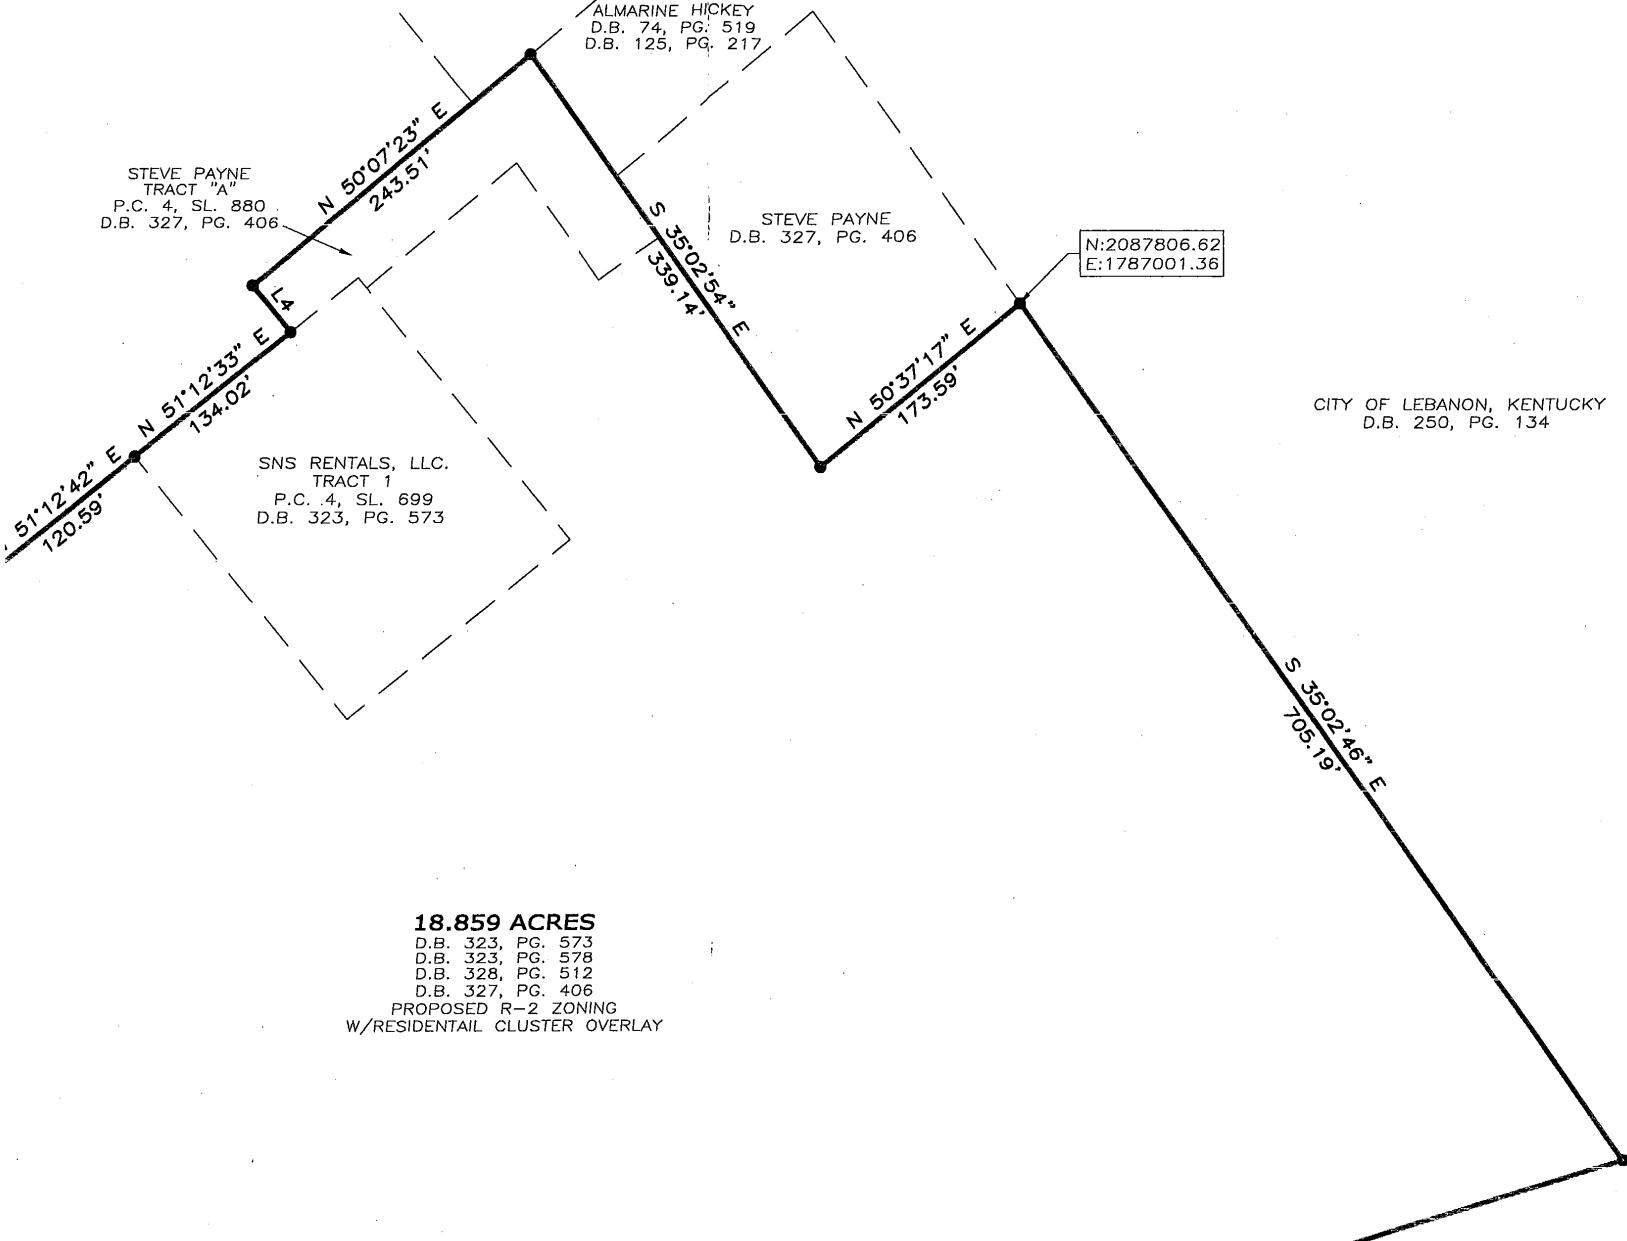 ALMARINE HICKEY
D.B. 74, PG. 519
D.B. 125, PG. 217
N 50°07'23" E
243.51'
STEVE PAYNE
TRACT "A"
P.C. 4, SL. 880
D.B. 327, PG. 406
S 35°02'54" E
339.14'
STEVE PAYNE
D.B. 327, PG. 406
N:2087806.62
E:1787001.36
L4
N 51°12'33" E
134.02'
N 50°37'17" E
173.59'
CITY OF LEBANON, KENTUCKY
D.B. 250, PG. 134
51°12'42" E
120.59'
SNS RENTALS, LLC.
TRACT 1
P.C. 4, SL. 699
D.B. 323, PG. 573
S 35°02'46" E
705.19'
18.859 ACRES
D.B. 323, PG. 573
D.B. 323, PG. 578
D.B. 328, PG. 512
D.B. 327, PG. 406
PROPOSED R-2 ZONING
W/RESIDENTAIL CLUSTER OVERLAY